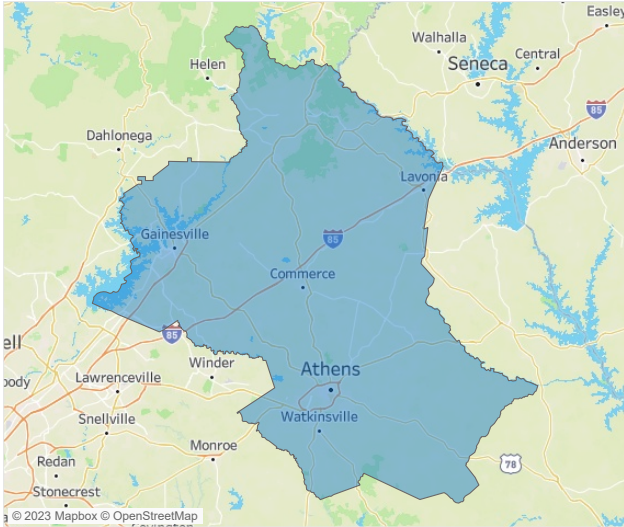 Easley
Walhalla
Central
Seneca
Helen
85
Anderson
Dahlonega
Lavonia
Gainesville
85
Commerce
85
ell
Winder
Athens
oody
Lawrenceville
Snellville
Watkinsville
Monroe
Redan
78
Stonecrest
© 2023 Mapbox © OpenStreetMap